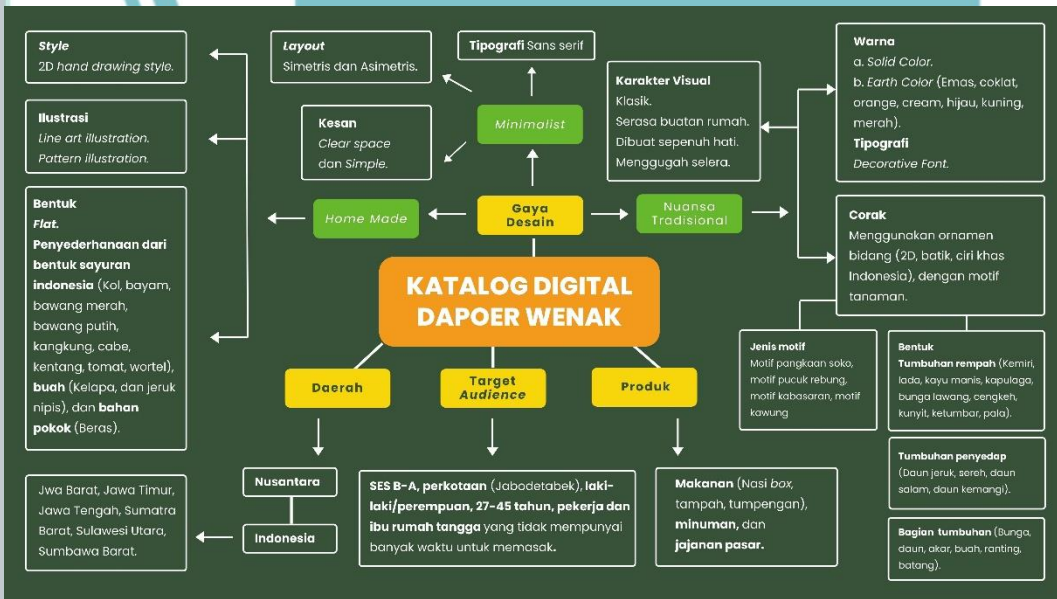 Style
2D hand drawing style.
Ilustrasi
Line art illustration.
Pattern illustration.
Bentuk
Flat.
Penyederhanaan dari
bentuk sayuran
indonesia (Kol, bayam,
bawang merah,
bawang putih,
kangkung, cabe,
kentang, tomat, wortel),
buah (Kelapa, dan jeruk
nipis), dan bahan
pokok (Beras).
Layout
Simetris dan Asimetris.
Kesan
Clear space
dan Simple.
Tipografi Sans serif
Minimalist
Home Made
Gaya
Desain
Nuansa
Tradisional
Karakter Visual
Klasik.
Serasa buatan rumah.
Dibuat sepenuh hati.
Menggugah selera.
Warna
a. Solid Color.
b. Earth Color (Emas, coklat,
orange, cream, hijau, kuning,
merah).
Tipografi
Decorative Font.
Corak
Menggunakan ornamen
bidang (2D, batik, ciri khas
Indonesia), dengan motif
tanaman.
Jenis motif
Motif pangkaan soko,
motif pucuk rebung,
motif kabasaran, motif
kawung
Bentuk
Tumbuhan rempah (Kemiri,
lada, kayu manis, kapulaga,
bunga lawang, cengkeh,
kunyit, ketumbar, pala).
Tumbuhan penyedap
(Daun jeruk, sereh, daun
salam, daun kemangi).
Bagian tumbuhan (Bunga,
daun, akar, buah, ranting,
batang).
KATALOG DIGITAL
DAPOER WENAK
Daerah
Target
Audience
Produk
Nusantara
Indonesia
Jwa Barat, Jawa Timur,
Jawa Tengah, Sumatra
Barat, Sulawesi Utara,
Sumbawa Barat.
SES B-A, perkotaan (Jabodetabek), laki-
laki/perempuan, 27-45 tahun, pekerja dan
ibu rumah tangga yang tidak mempunyai
banyak waktu untuk memasak.
Makanan (Nasi box,
tampah, tumpengan),
minuman, dan
jajanan pasar.